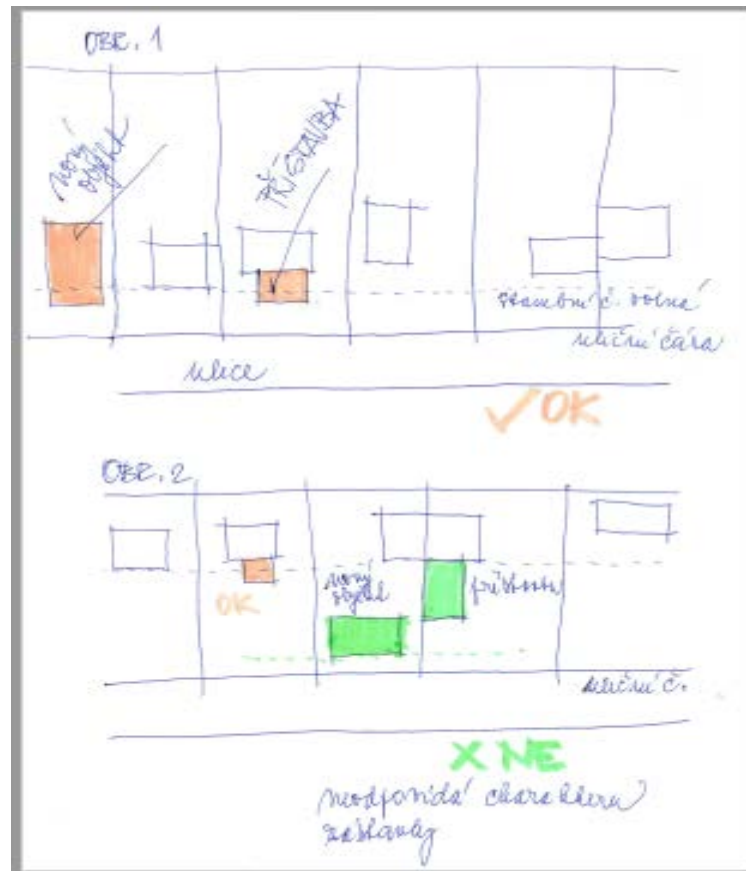 OBR. 1
nový
objekt
PŘÍSTAVBA
stavební č. volná
uliční čára
ulice
✓ OK
OBR. 2
OK
nový
objekt
přístavba
uliční č.
X NE
neodpovídá charakteru
zástavby